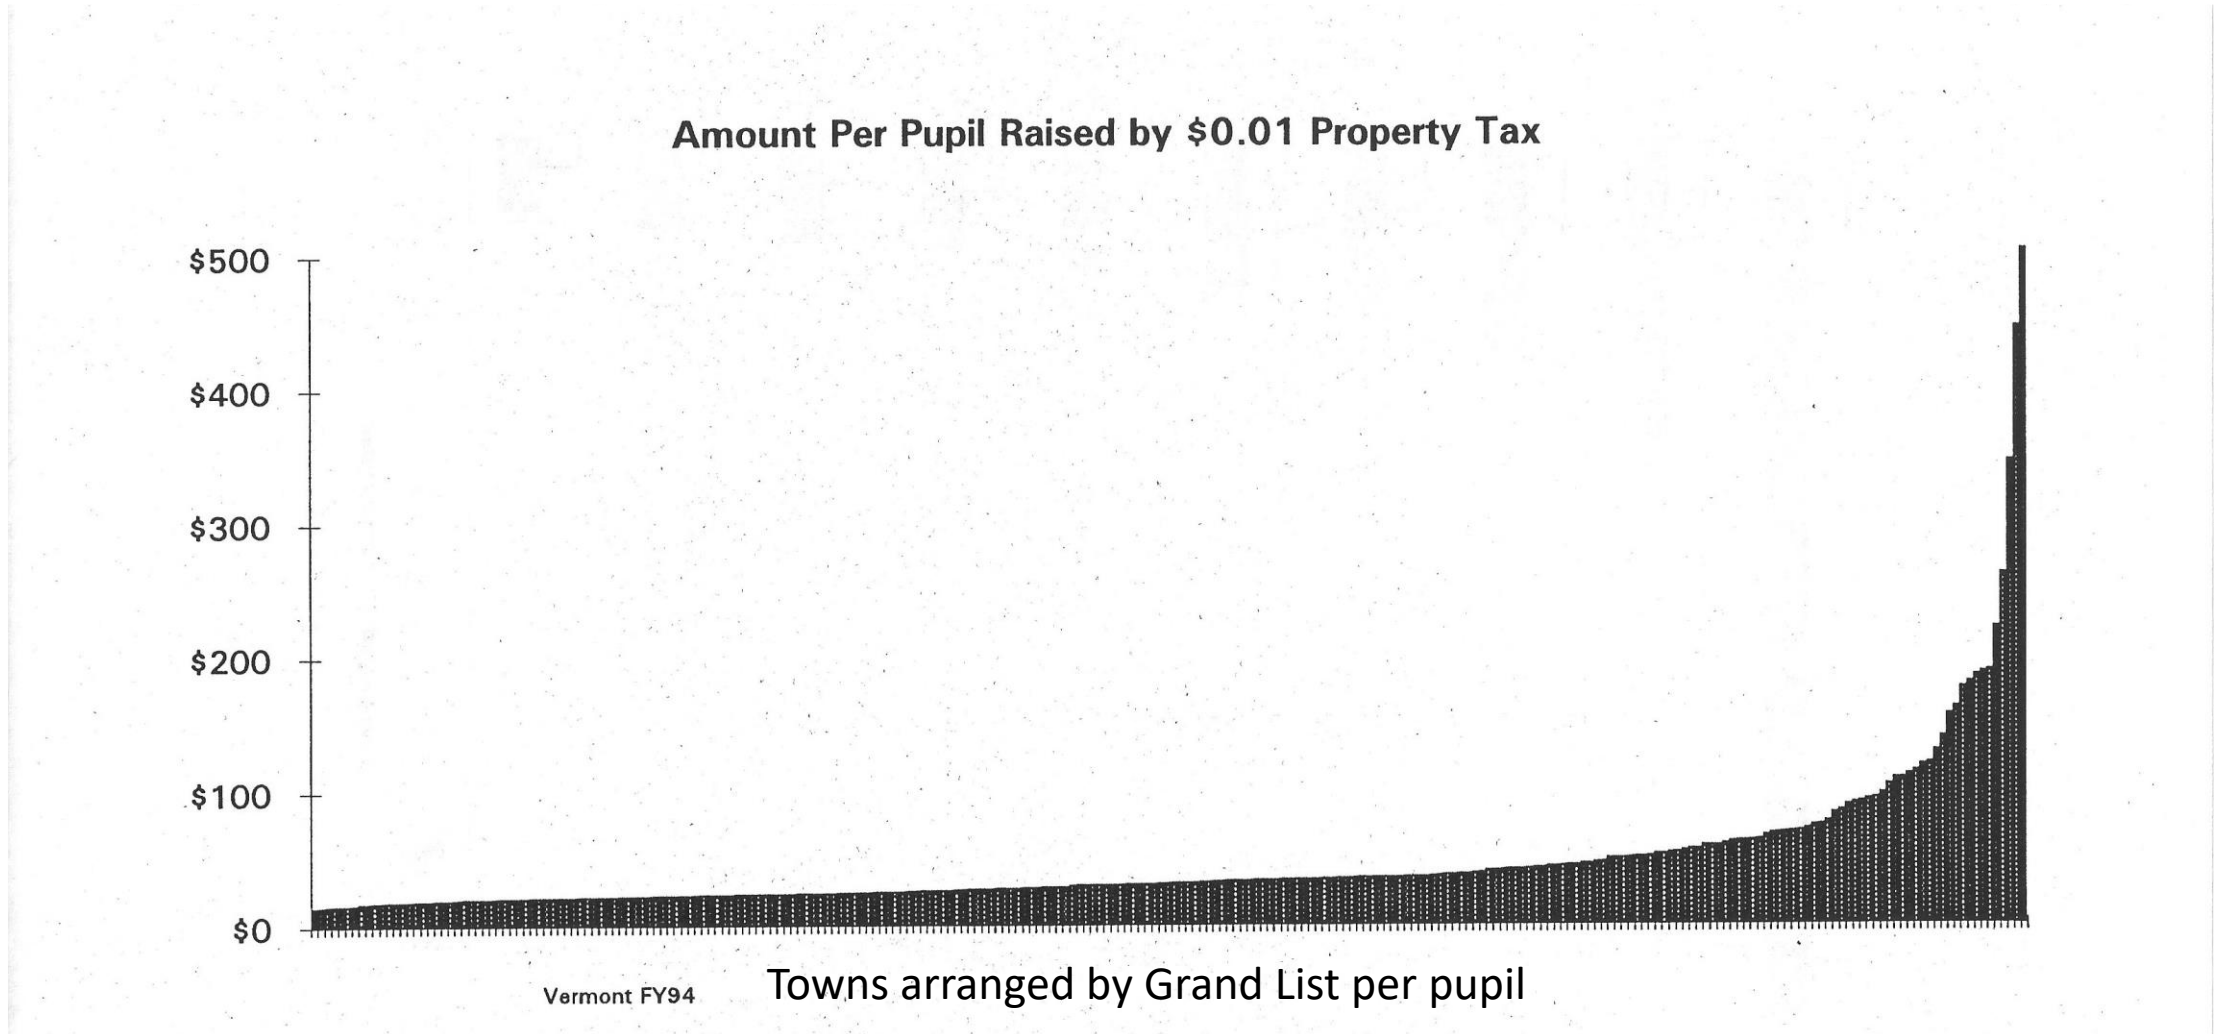 Amount Per Pupil Raised by $0.01 Property Tax
$500
$400
$300
$200
$100
$0
Vermont FY94
Towns arranged by Grand List per pupil